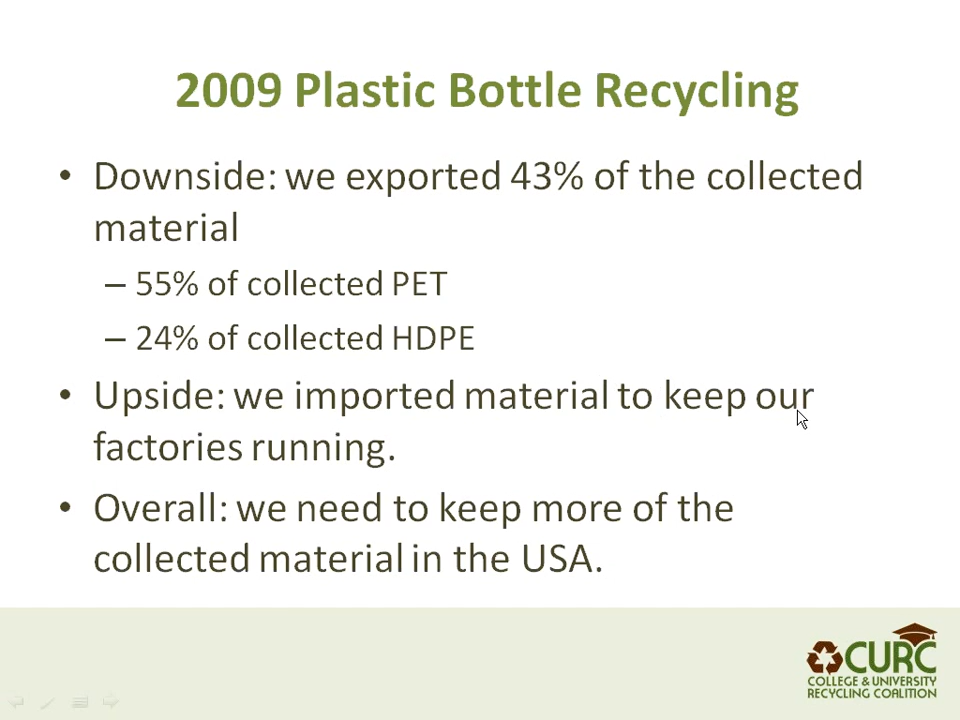 2009 Plastic Bottle Recycling
• Downside: we exported 43% of the collected
material
– 55% of collected PET
– 24% of collected HDPE
• Upside: we imported material to keep our
factories running.
• Overall: we need to keep more of the
collected material in the USA.
CURC
COLLEGE & UNIVERSITY
RECYCLING COALITION